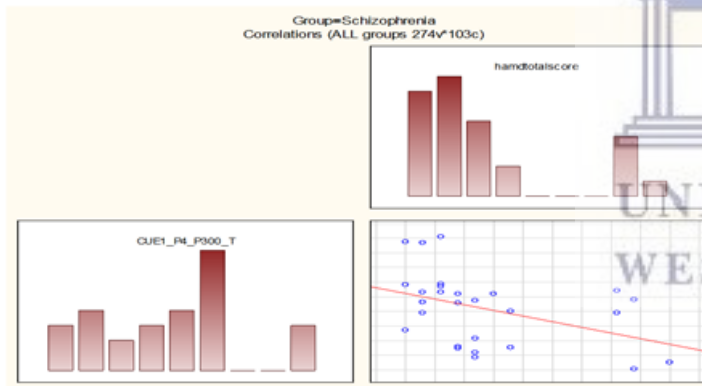 Group=Schizophrenia
Correlations (ALL groups 274v*103c)
hamdtotalscore
CUE1_P4_P300_T
UN
WES